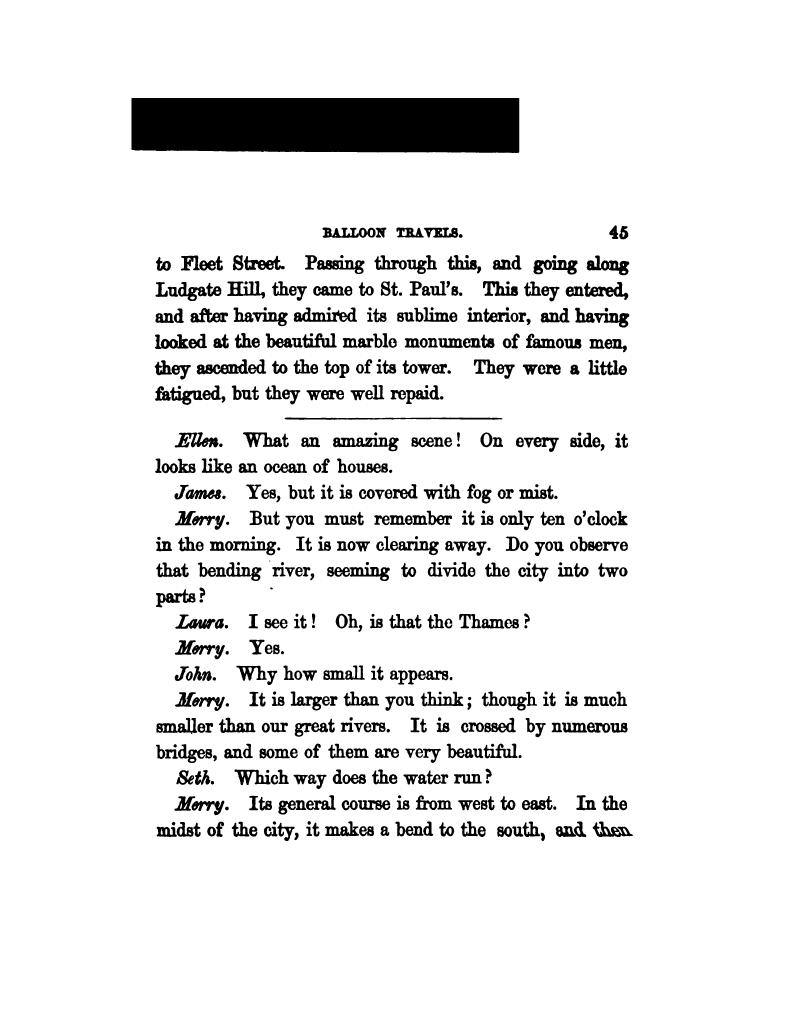 BALLOON TRAVELS. 45
to Fleet Street. Passing through this, and going along
Ludgate Hill, they came to St. Paul's. This they entered,
and after having admired its sublime interior, and having
looked at the beautiful marble monuments of famous men,
they ascended to the top of its tower. They were a little
fatigued, but they were well repaid.
Ellen. What an amazing scene! On every side, it
looks like an ocean of houses.
James. Yes, but it is covered with fog or mist.
Merry. But you must remember it is only ten o'clock
in the morning. It is now clearing away. Do you observe
that bending river, seeming to divide the city into two
parts?
Laura. I see it! Oh, is that the Thames?
Merry. Yes.
John. Why how small it appears.
Merry. It is larger than you think; though it is much
smaller than our great rivers. It is crossed by numerous
bridges, and some of them are very beautiful.
Seth. Which way does the water run?
Merry. Its general course is from west to east. In the
midst of the city, it makes a bend to the south, and then